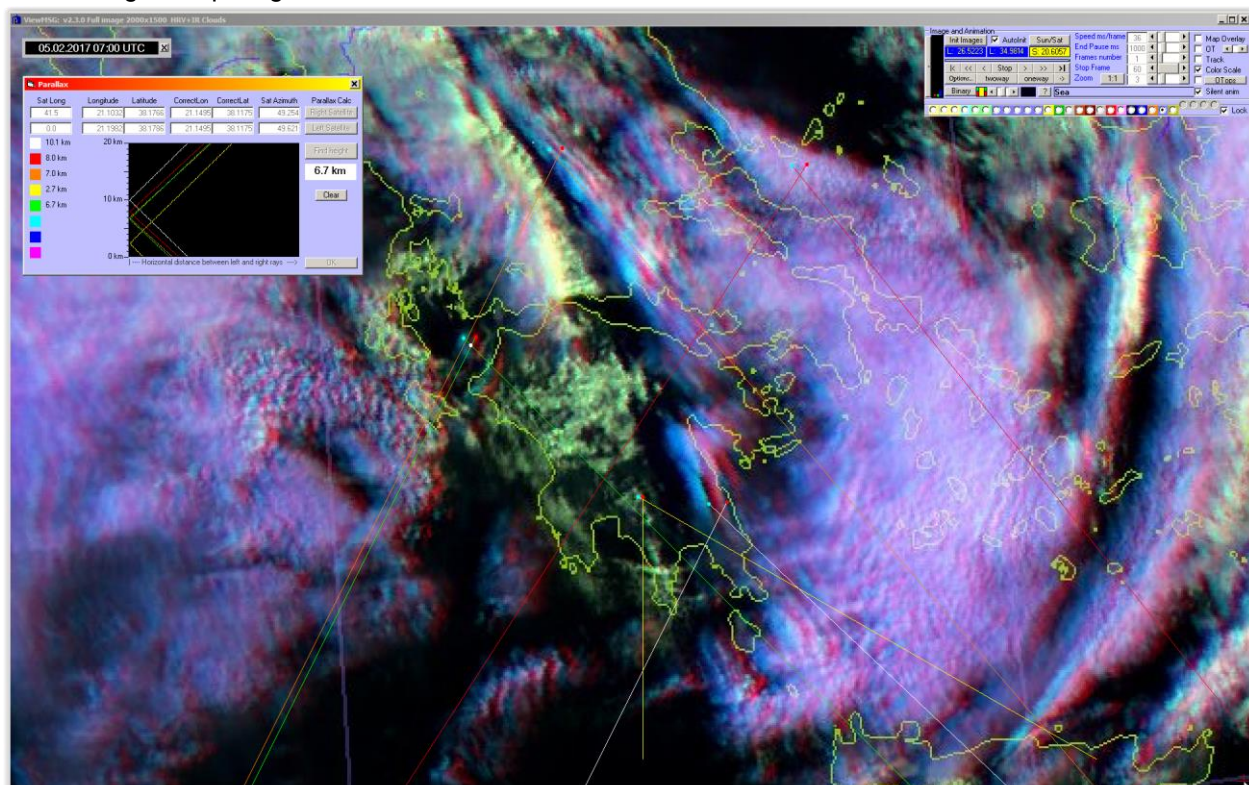 ViewMSG: v2.3.0 Full image 2000x1500 HRV+IR Clouds
05.02.2017 07:00 UTC
Parallax
Sat Long Longitude Latitude CorrectLon CorrectLat Sat Azimuth Parallax Calc
41.5 21.1032 38.1766 21.1495 38.1175 49.254 Right Satellite
0.0 21.1982 38.1786 21.1495 38.1175 49.621 Left Satellite
10.1 km 20 km Find height
8.0 km 6.7 km
7.0 km
2.7 km 10 km Clear
6.7 km
0 km
|--- Horizontal distance between left and right rays ---> OK
Image and Animation
Init Images AutoInit Sun/Sat Speed ms/frame 36 Map Overlay
L: 26.5223 L: 34.9814 S: 20.6057 End Pause ms 1000 OT
Frames number 1 Track
|< << < Stop > >> >| Stop Frame 60 Color Scale
Options.. twoway oneway -> Zoom 1:1 3 OTops
Binary ? Sea Silent anim
Lock